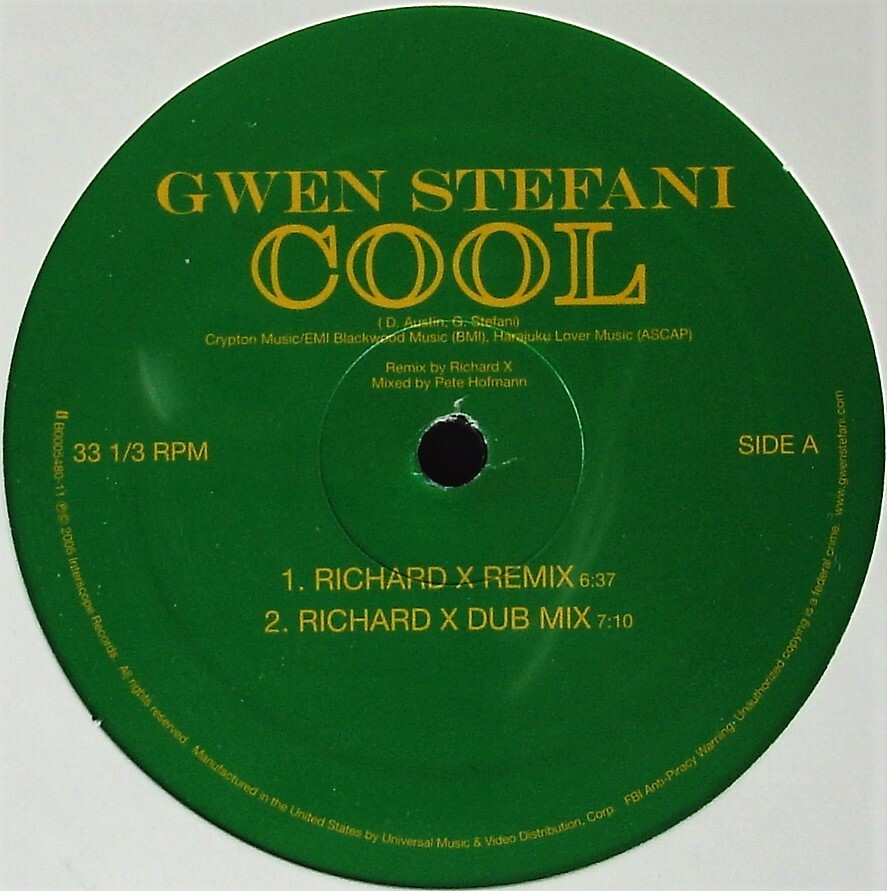 GWEN STEFANI
COOL
( D. Austin, G. Stefani)
Crypton Music/EMI Blackwood Music (BMI), Harajuku Lover Music (ASCAP)
Remix by Richard X
Mixed by Pete Hofmann
33 1/3 RPM
SIDE A
1. RICHARD X REMIX 6:37
2. RICHARD X DUB MIX 7:10
B0005480-11 ℗© 2005 Interscope Records. All rights reserved. Manufactured in the United States by Universal Music & Video Distribution, Corp. FBI Anti-Piracy Warning: Unauthorized copying is a federal crime. www.gwenstefani.com